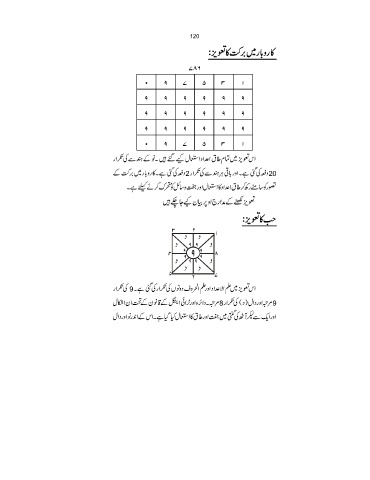 120
کاروبار میں برکت کا تعویز:
۷۸۶
۰ ۹ ۷ ۵ ۳ ۱
۹ ۹ ۹ ۹ ۹ ۹
۹ ۹ ۹ ۹ ۹ ۹
۹ ۹ ۹ ۹ ۹ ۹
۰ ۹ ۷ ۵ ۳ ۱
اس تعویز میں تمام طاق اعداد استعمال کیے گئے ہیں۔ نو کے ہندسے کی تکرار
20 دفعہ کی گئی ہے۔ اور باقی ہر ہندسے کی تکرار 2 دفعہ کی گئی ہے۔ کاروبار میں برکت کے
تصور کو سامنے رکھ کر طاق اعداد کا استعمال اور جفت وسائل کو متحرک کرنے کیلئے ہے۔
تعویز لکھنے کے مدارج اوپر بیان کیے جا چکے ہیں
حب کا تعویز:
اس تعویز میں علم الاعداد اور علم الحروف دونوں کی تکرار کی گئی ہے۔ 9 کی تکرار
9 مرتبہ اور دال (د) کی تکرار 8 مرتبہ۔ دائرہ اور ٹرائی اینگل کے قانون کے تحت ان اشکال
اور ایک سے لیکر آٹھ کی گنتی میں جفت اور طاق کا استعمال کیا گیا ہے۔ اس کے اندر نو اور دال